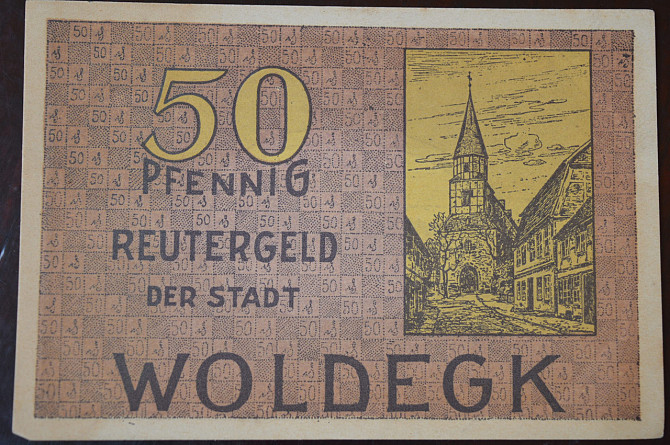 50
PFENNIG
REUTERGELD
DER STADT
WOLDEGK